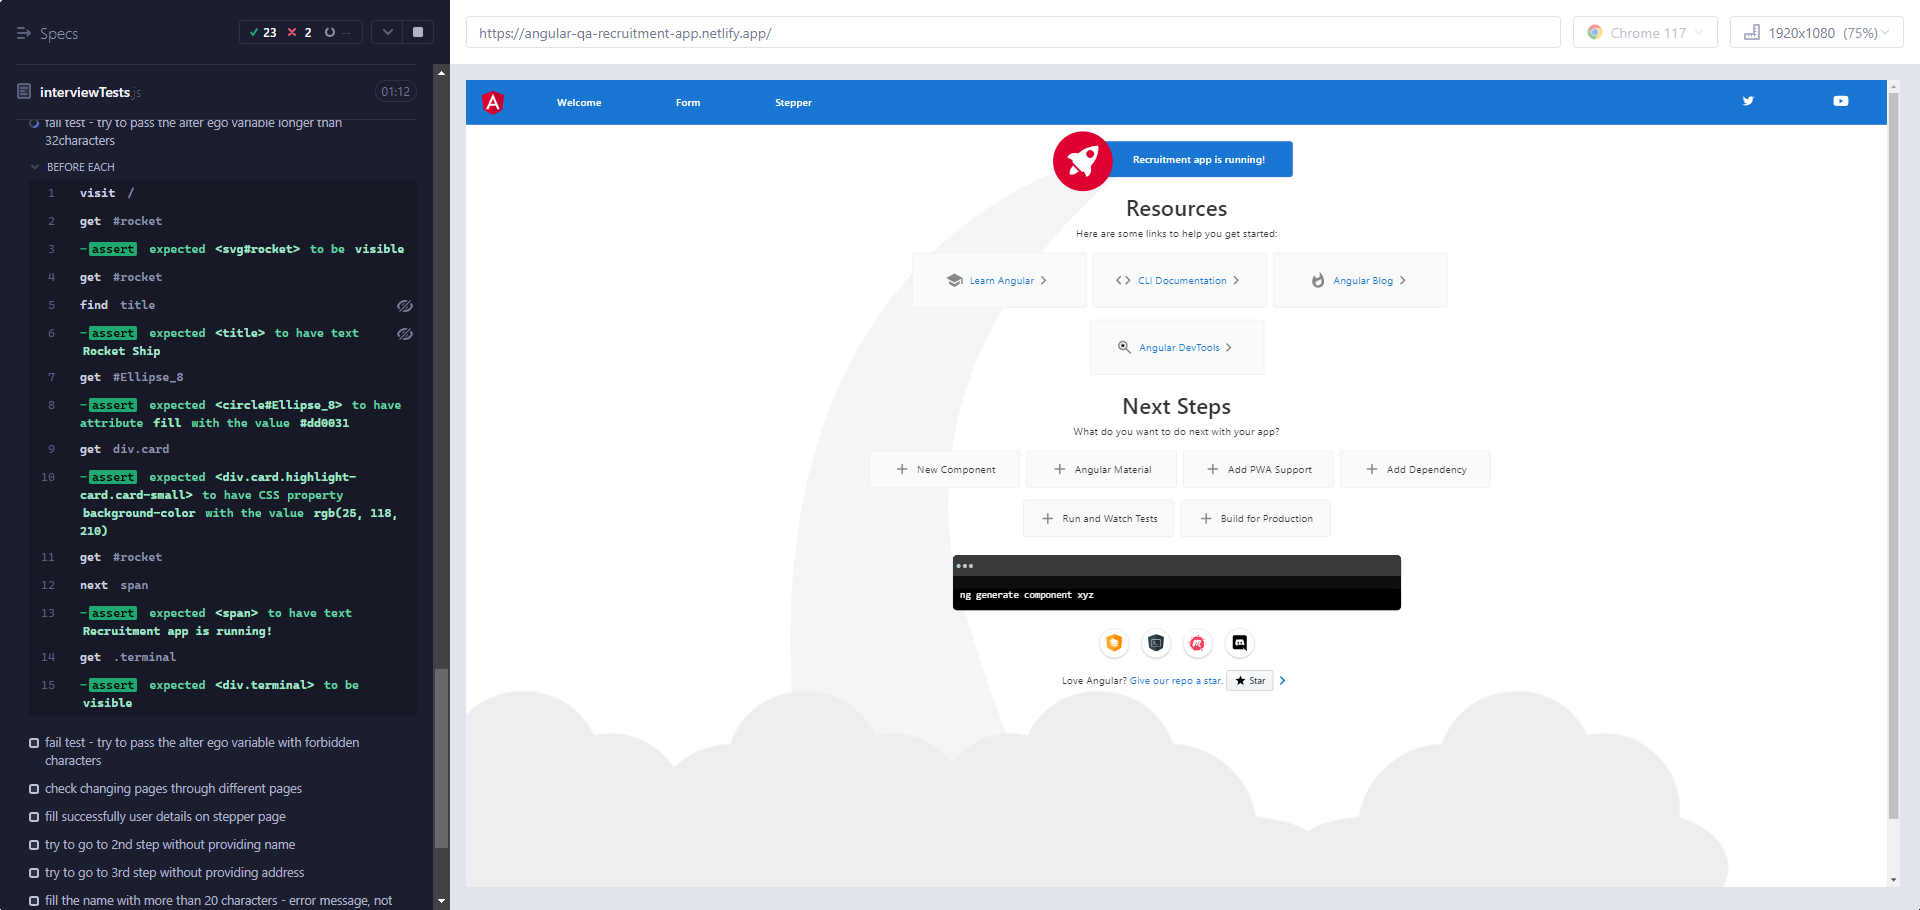 Specs
23 2 --
interviewTests.js
01:12
fail test - try to pass the alter ego variable longer than
32characters
BEFORE EACH
1 visit /
2 get #rocket
3 -assert expected <svg#rocket> to be visible
4 get #rocket
5 find title
6 -assert expected <title> to have text
Rocket Ship
7 get #Ellipse_8
8 -assert expected <circle#Ellipse_8> to have
attribute fill with the value #dd0031
9 get div.card
10 -assert expected <div.card.highlight-
card.card-small> to have CSS property
background-color with the value rgb(25, 118,
210)
11 get #rocket
12 next span
13 -assert expected <span> to have text
Recruitment app is running!
14 get .terminal
15 -assert expected <div.terminal> to be
visible
fail test - try to pass the alter ego variable with forbidden
characters
check changing pages through different pages
fill successfully user details on stepper page
try to go to 2nd step without providing name
try to go to 3rd step without providing address
fill the name with more than 20 characters - error message, not
https://angular-qa-recruitment-app.netlify.app/
Chrome 117
1920x1080 (75%)
A
Welcome Form Stepper
Recruitment app is running!
Resources
Here are some links to help you get started:
Learn Angular
CLI Documentation
Angular Blog
Angular DevTools
Next Steps
What do you want to do next with your app?
New Component
Angular Material
Add PWA Support
Add Dependency
Run and Watch Tests
Build for Production
ng generate component xyz
Love Angular? Give our repo a star. Star